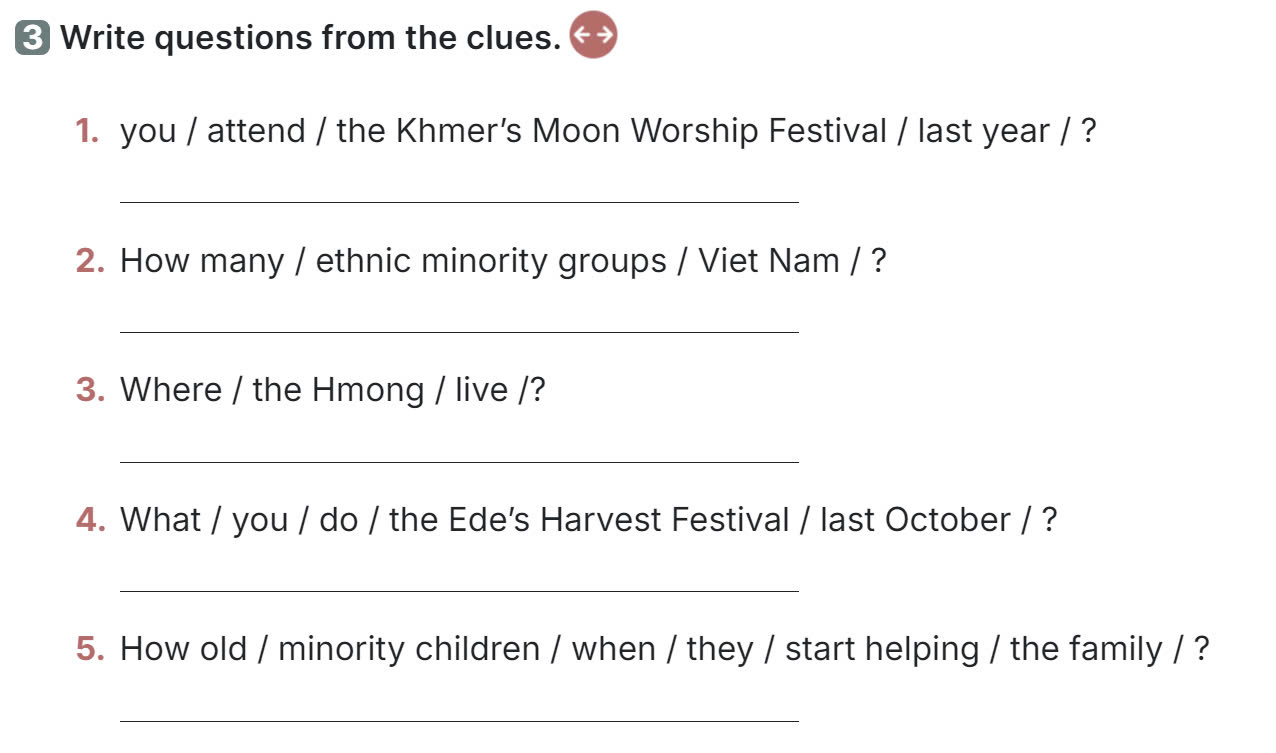 3 Write questions from the clues.
1. you / attend / the Khmer’s Moon Worship Festival / last year / ?
2. How many / ethnic minority groups / Viet Nam / ?
3. Where / the Hmong / live /?
4. What / you / do / the Ede’s Harvest Festival / last October / ?
5. How old / minority children / when / they / start helping / the family / ?